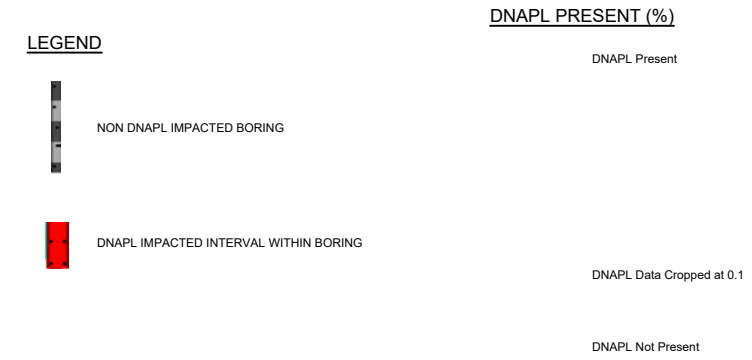 LEGEND
NON DNAPL IMPACTED BORING
DNAPL IMPACTED INTERVAL WITHIN BORING
DNAPL PRESENT (%)
DNAPL Present
DNAPL Data Cropped at 0.1
DNAPL Not Present